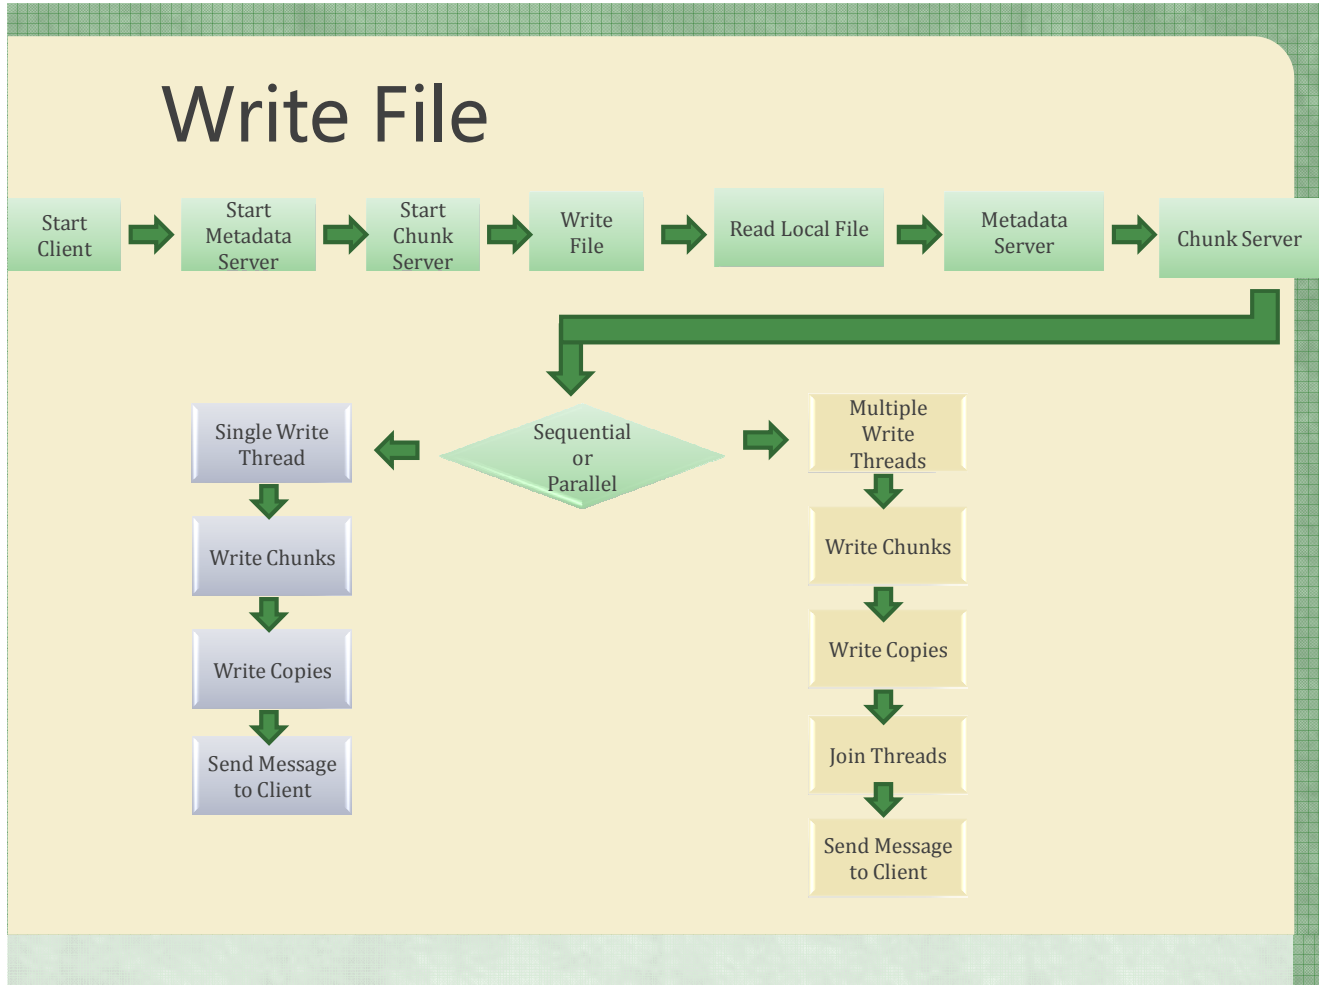 Write File
Start
Client
Start
Metadata
Server
Start
Chunk
Server
Write
File
Read Local File
Metadata
Server
Chunk Server
Sequential
or
Parallel
Single Write
Thread
Write Chunks
Write Copies
Send Message
to Client
Multiple
Write
Threads
Write Chunks
Write Copies
Join Threads
Send Message
to Client